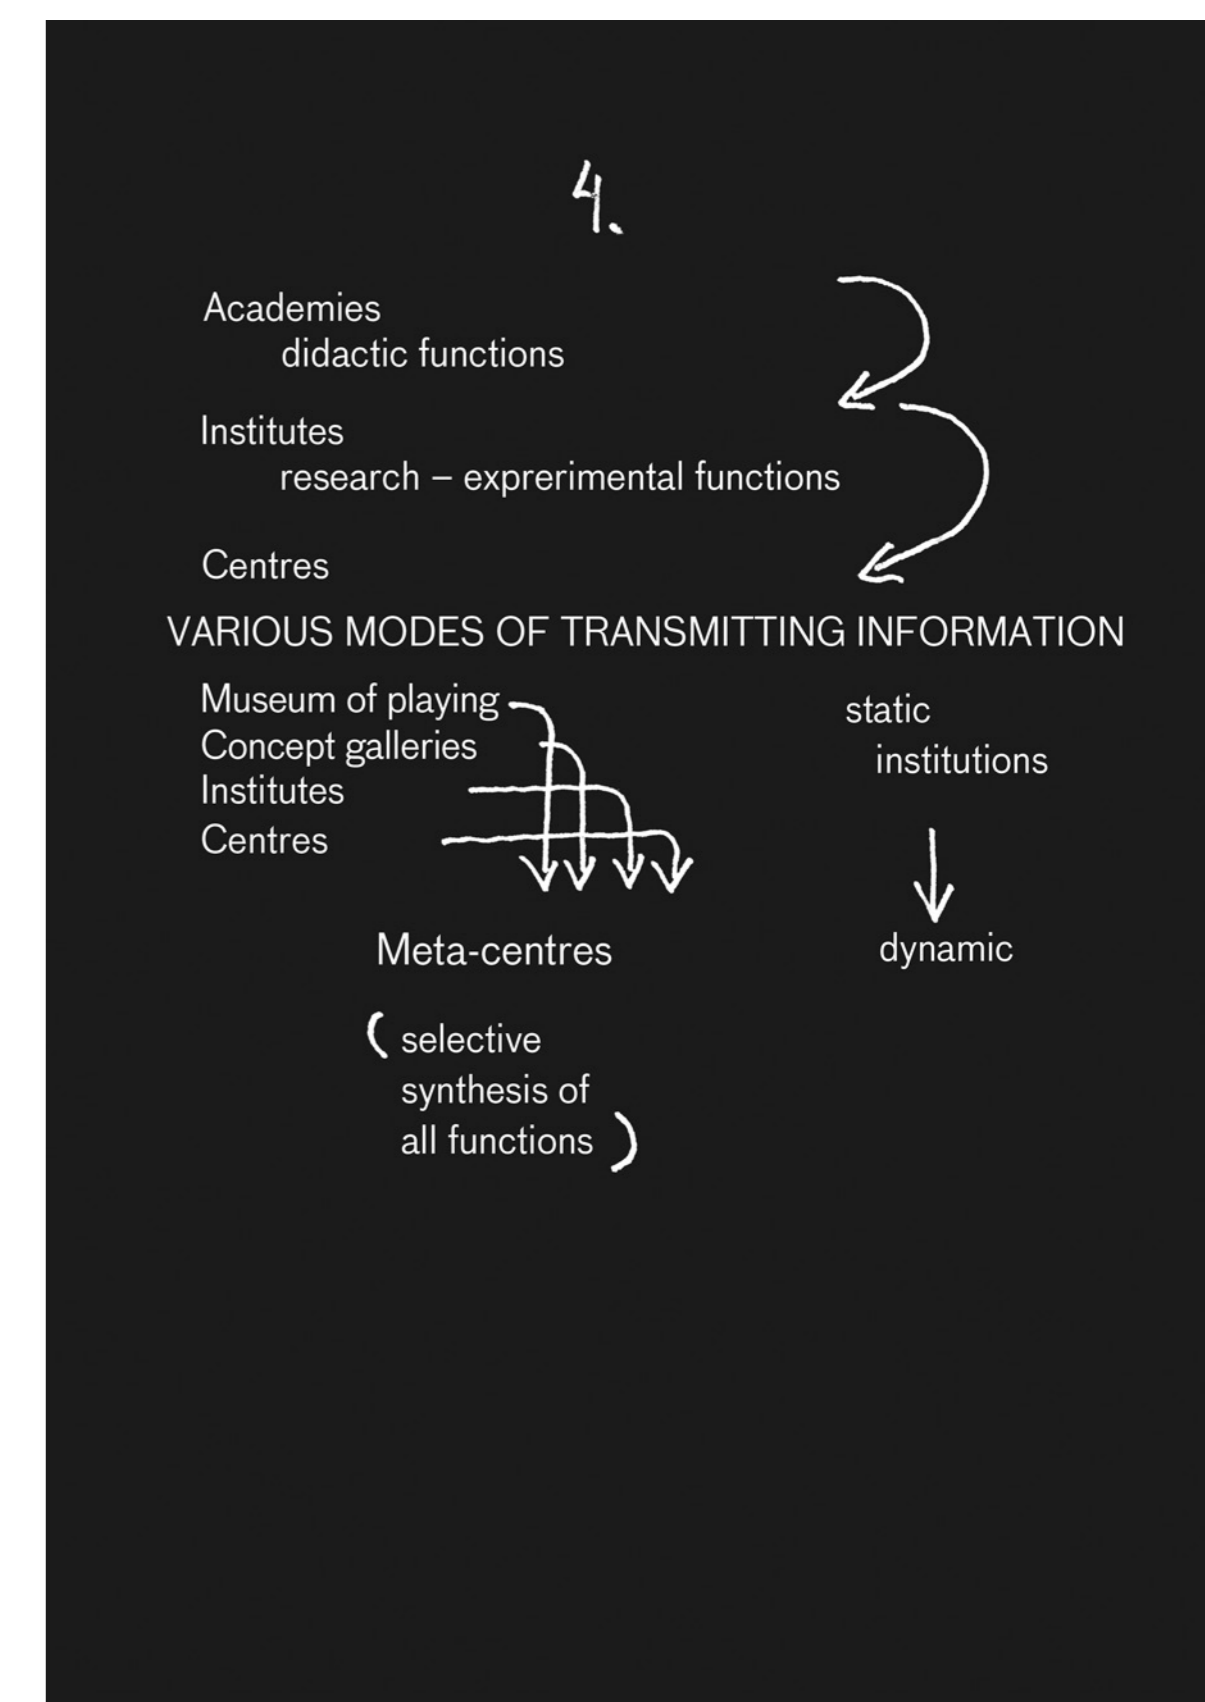 4.
Academies
didactic functions
Institutes
research – exprerimental functions
Centres
VARIOUS MODES OF TRANSMITTING INFORMATION
Museum of playing
Concept galleries
Institutes
Centres
static
institutions
Meta-centres
dynamic
(selective
synthesis of
all functions)